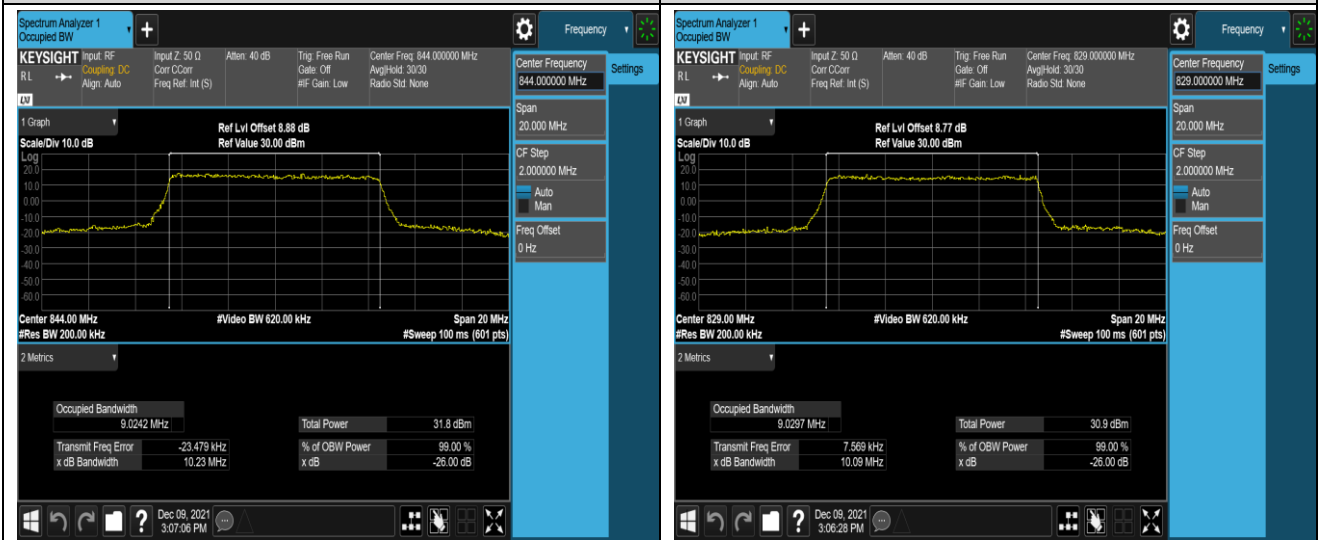 Spectrum Analyzer 1
Occupied BW
+
Frequency
KEYSIGHT
R L
LXI
Input: RF
Coupling: DC
Align: Auto
Input Z: 50 Ω
Corr CCorr
Freq Ref: Int (S)
Atten: 40 dB
Trig: Free Run
Gate: Off
#IF Gain: Low
Center Freq: 844.000000 MHz
Avg|Hold: 30/30
Radio Std: None
Center Frequency
844.000000 MHz
Settings
Span
20.000 MHz
CF Step
2.000000 MHz
Auto
Man
Freq Offset
0 Hz
1 Graph
Scale/Div 10.0 dB
Ref Lvl Offset 8.88 dB
Ref Value 30.00 dBm
Log
20.0
10.0
0.00
-10.0
-20.0
-30.0
-40.0
-50.0
-60.0
Center 844.00 MHz
#Video BW 620.00 kHz
Span 20 MHz
#Res BW 200.00 kHz
#Sweep 100 ms (601 pts)
2 Metrics
Occupied Bandwidth
9.0242 MHz
Total Power 31.8 dBm
Transmit Freq Error -23.479 kHz
% of OBW Power 99.00 %
x dB Bandwidth 10.23 MHz
x dB -26.00 dB
?
Dec 09, 2021
3:07:06 PM
Spectrum Analyzer 1
Occupied BW
+
Frequency
KEYSIGHT
R L
LXI
Input: RF
Coupling: DC
Align: Auto
Input Z: 50 Ω
Corr CCorr
Freq Ref: Int (S)
Atten: 40 dB
Trig: Free Run
Gate: Off
#IF Gain: Low
Center Freq: 829.000000 MHz
Avg|Hold: 30/30
Radio Std: None
Center Frequency
829.000000 MHz
Settings
Span
20.000 MHz
CF Step
2.000000 MHz
Auto
Man
Freq Offset
0 Hz
1 Graph
Scale/Div 10.0 dB
Ref Lvl Offset 8.77 dB
Ref Value 30.00 dBm
Log
20.0
10.0
0.00
-10.0
-20.0
-30.0
-40.0
-50.0
-60.0
Center 829.00 MHz
#Video BW 620.00 kHz
Span 20 MHz
#Res BW 200.00 kHz
#Sweep 100 ms (601 pts)
2 Metrics
Occupied Bandwidth
9.0297 MHz
Total Power 30.9 dBm
Transmit Freq Error 7.569 kHz
% of OBW Power 99.00 %
x dB Bandwidth 10.09 MHz
x dB -26.00 dB
?
Dec 09, 2021
3:06:28 PM